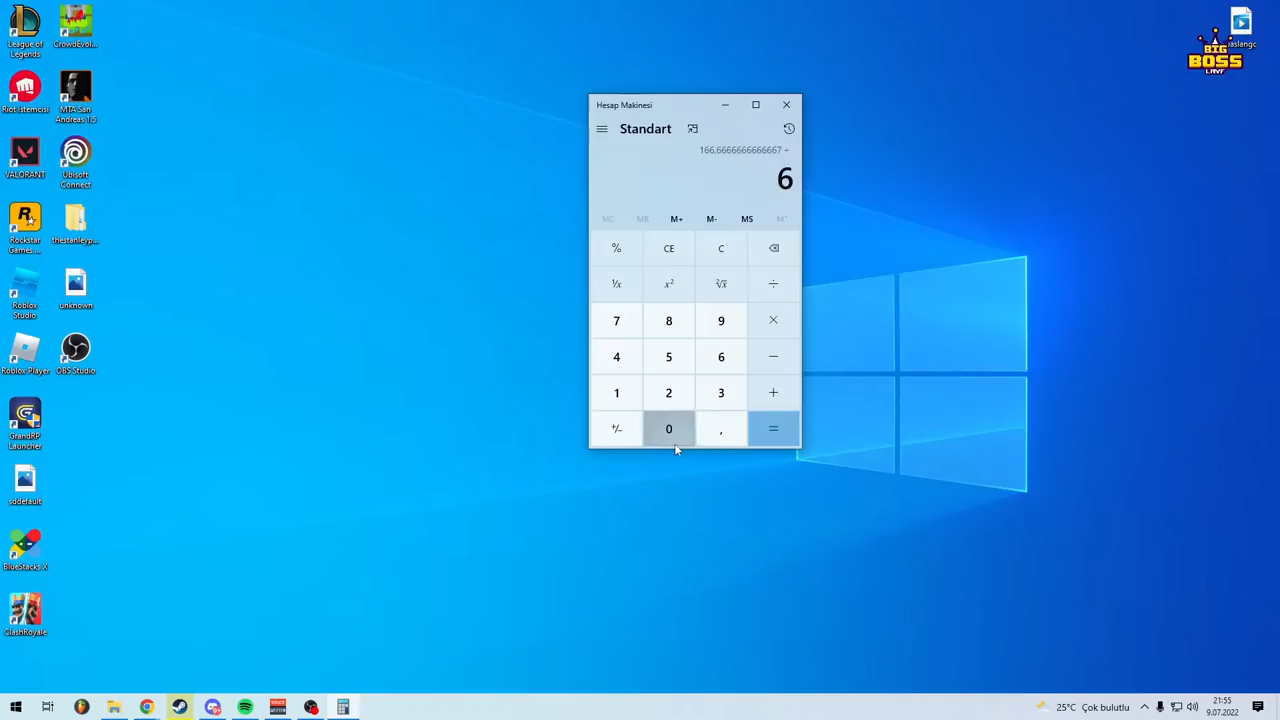 League of
Legends
CrowdEvol...
Riot İstemcisi
MTA San
Andreas 1.5
VALORANT
Ubisoft
Connect
Rockstar
Games ...
thestanleyp...
Roblox
Studio
unknown
Roblox Player
OBS Studio
GrandRP
Launcher
sddefault
BlueStacks X
ClashRoyale
BIG
BOSS
Hesap Makinesi
Standart
166.6666666666667 ÷
6
MC MR M+ M- MS M˅
% CE C
¹/x x² ²√x ÷
7 8 9 ×
4 5 6 −
1 2 3 +
+/− 0 , =
25°C Çok bulutlu
21:55
9.07.2022